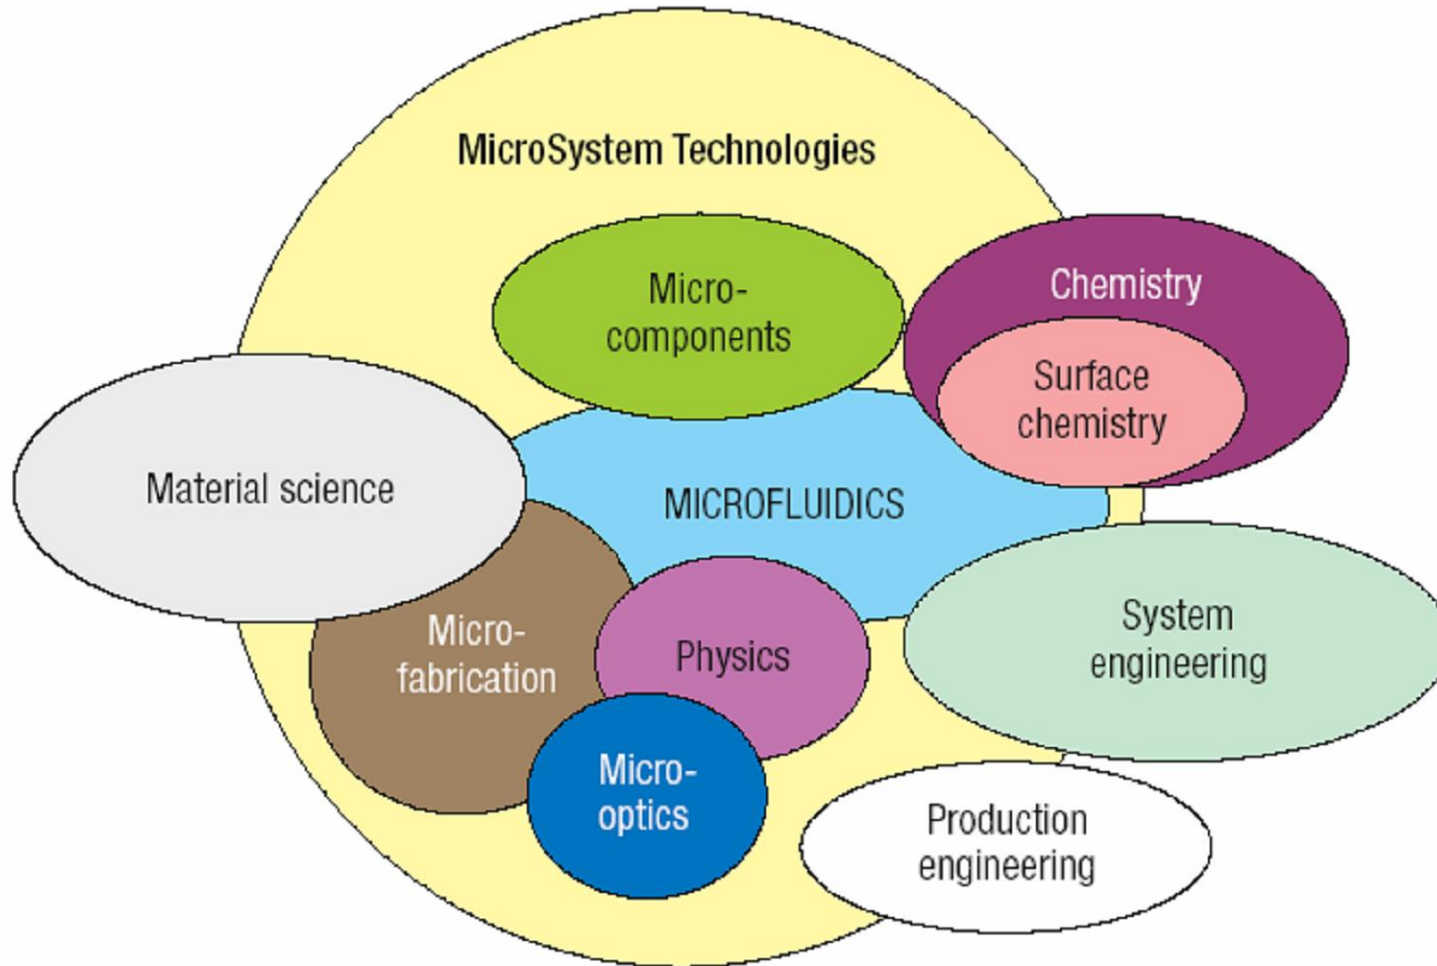 MicroSystem Technologies
Micro-
components
Chemistry
Surface
chemistry
Material science
MICROFLUIDICS
Micro-
fabrication
Physics
System
engineering
Micro-
optics
Production
engineering